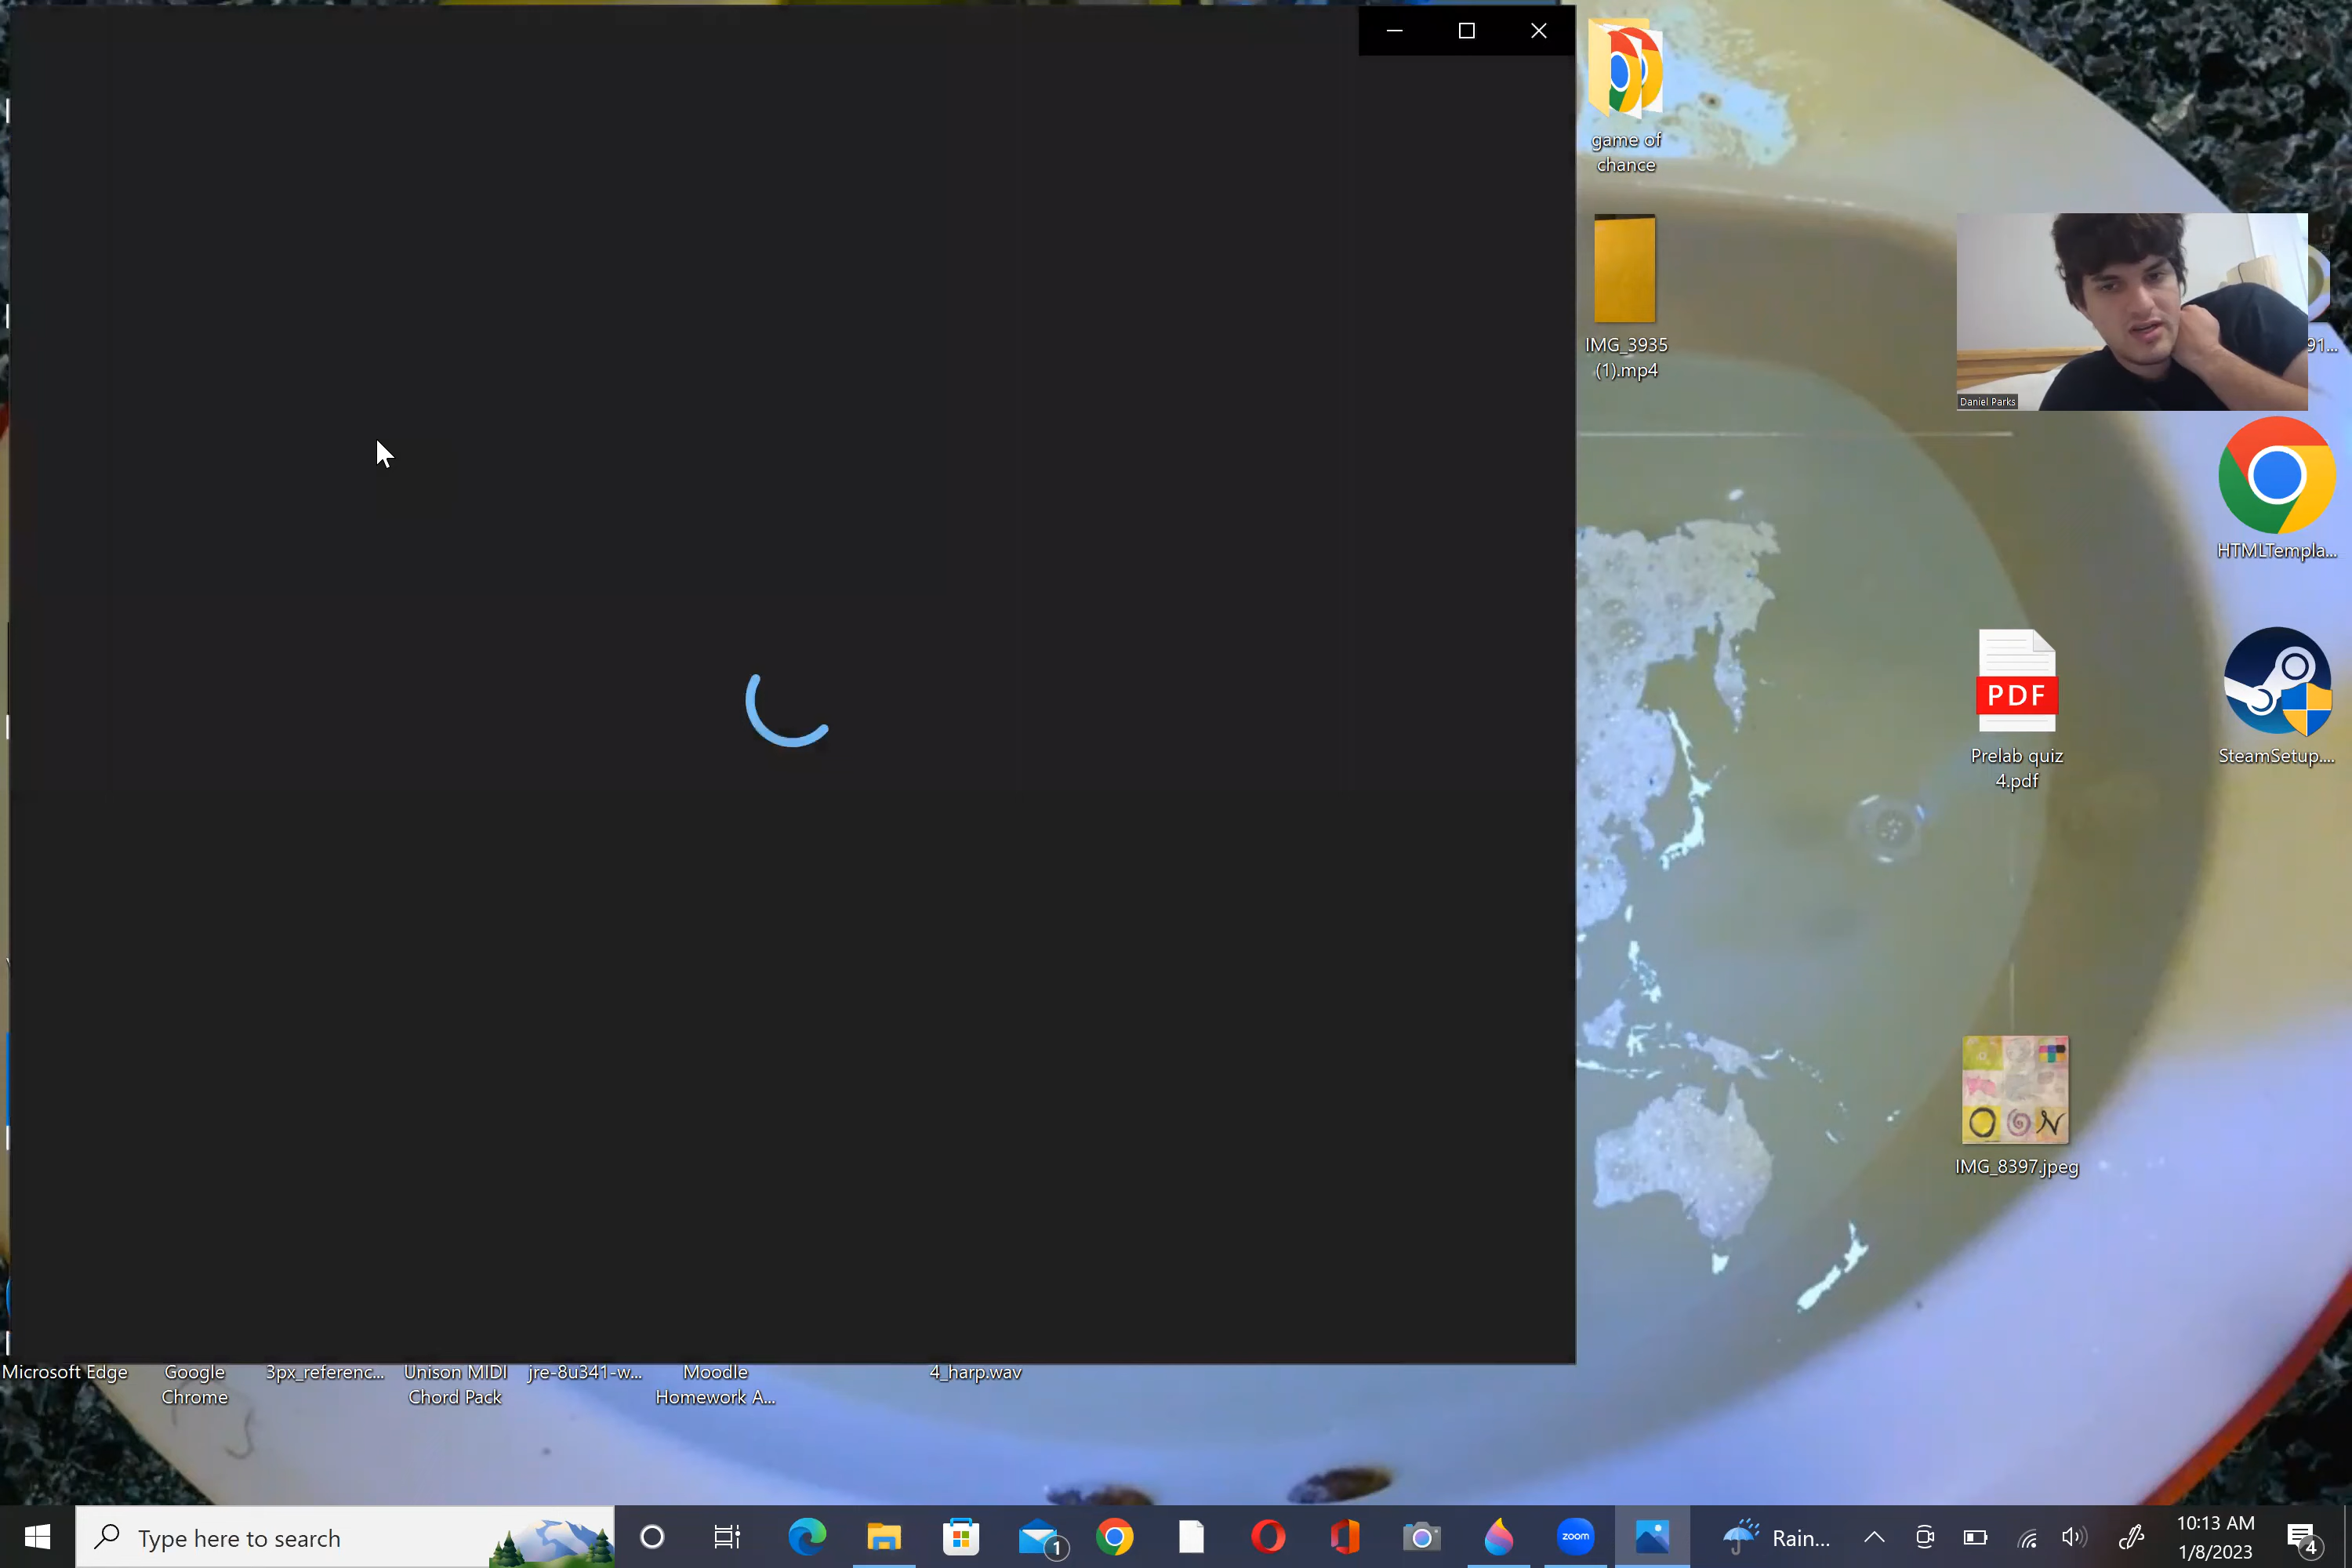 game of
chance
IMG_3935
(1).mp4
Daniel Parks
91...
HTMLTempla...
PDF
Prelab quiz
4.pdf
SteamSetup....
IMG_8397.jpeg
Microsoft Edge
Google
Chrome
3px_referenc...
Unison MIDI
Chord Pack
jre-8u341-w...
Moodle
Homework A...
4_harp.wav
Type here to search
1
zoom
Rain...
10:13 AM
1/8/2023
4